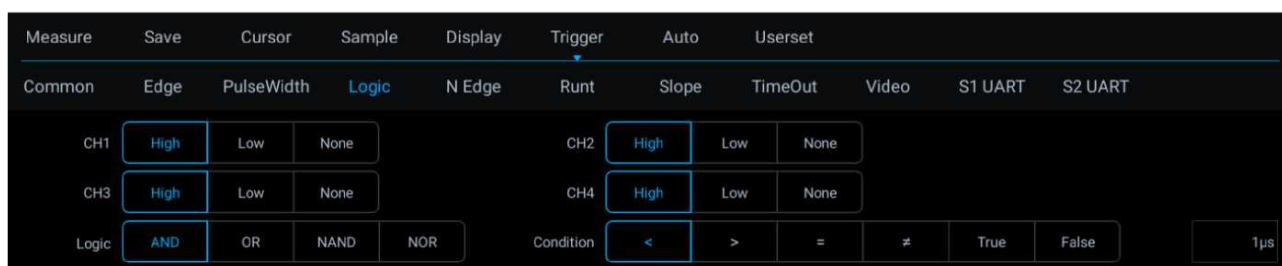 Measure Save Cursor Sample Display Trigger Auto Userset
Common Edge PulseWidth Logic N Edge Runt Slope TimeOut Video S1 UART S2 UART
CH1 High Low None CH2 High Low None
CH3 High Low None CH4 High Low None
Logic AND OR NAND NOR Condition < > = ≠ True False 1μs